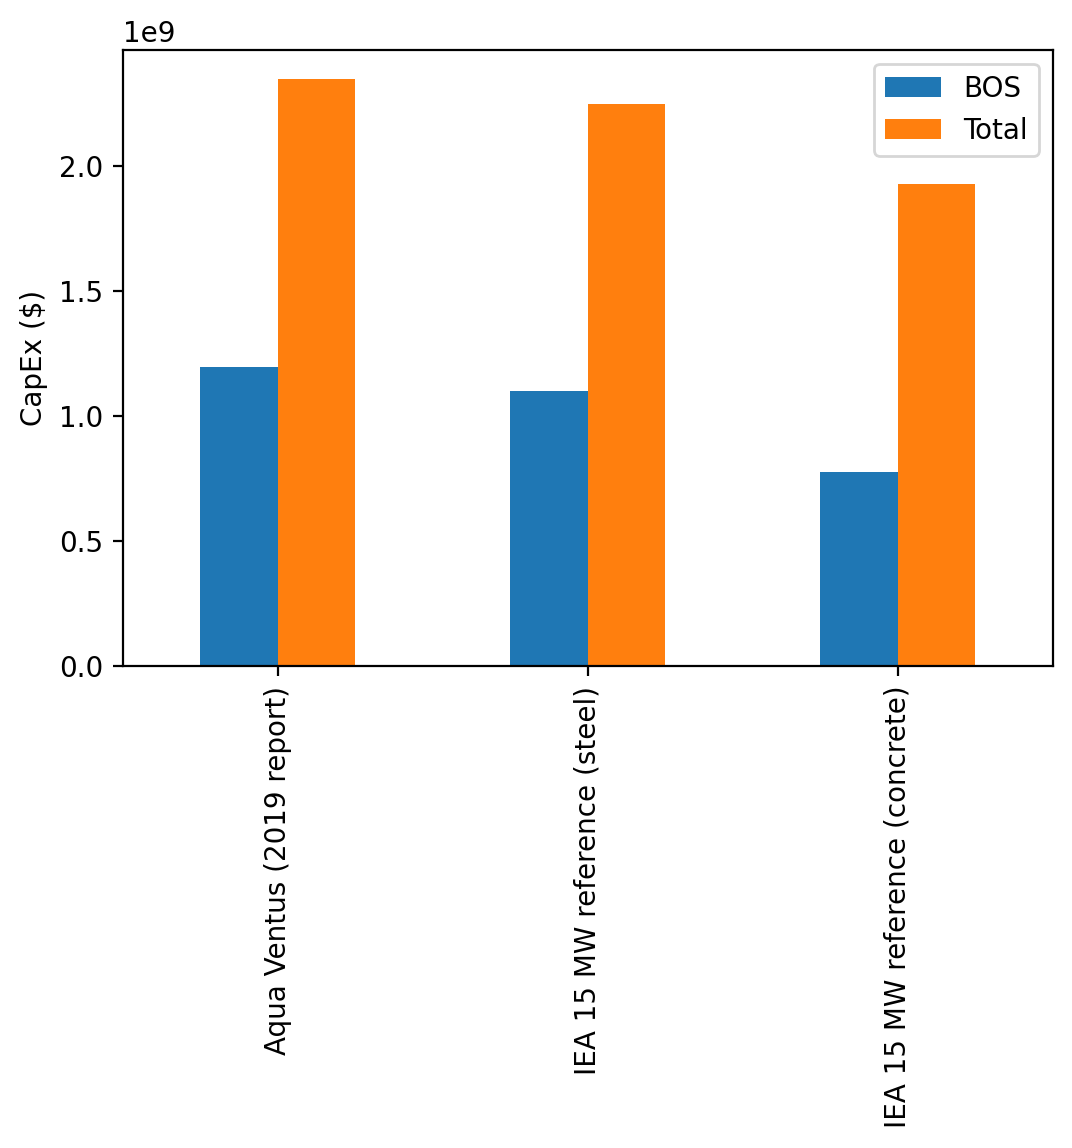 1e9
BOS
Total
CapEx ($)
2.0
1.5
1.0
0.5
0.0
Aqua Ventus (2019 report)
IEA 15 MW reference (steel)
IEA 15 MW reference (concrete)